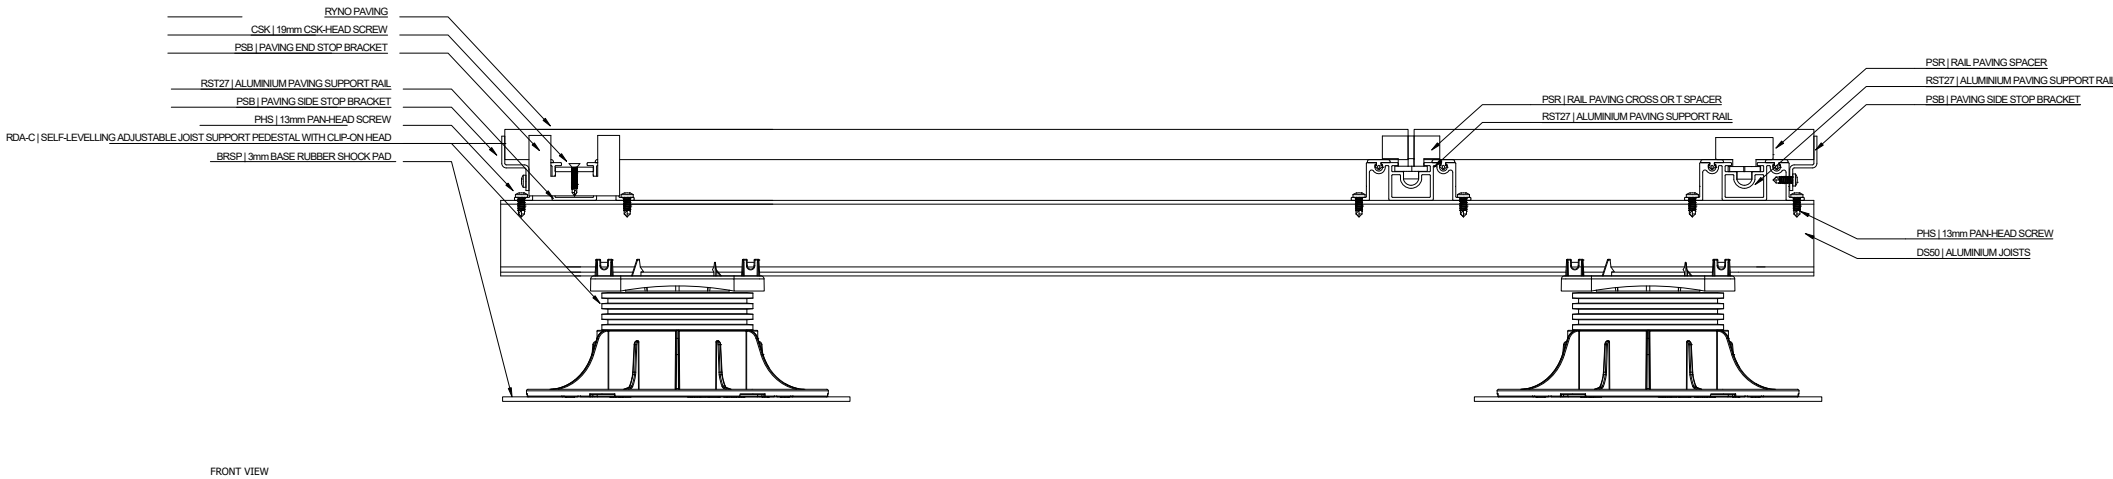 RYNO PAVING
CSK | 19mm CSK-HEAD SCREW
PSB | PAVING END STOP BRACKET
RST27 | ALUMINIUM PAVING SUPPORT RAIL
PSB | PAVING SIDE STOP BRACKET
PHS | 13mm PAN-HEAD SCREW
RDA-C | SELF-LEVELLING ADJUSTABLE JOIST SUPPORT PEDESTAL WITH CLIP-ON HEAD
BRSP | 3mm BASE RUBBER SHOCK PAD
PSR | RAIL PAVING CROSS OR T SPACER
RST27 | ALUMINIUM PAVING SUPPORT RAIL
PSR | RAIL PAVING SPACER
RST27 | ALUMINIUM PAVING SUPPORT RAIL
PSB | PAVING SIDE STOP BRACKET
PHS | 13mm PAN-HEAD SCREW
DS50 | ALUMINIUM JOISTS
FRONT VIEW